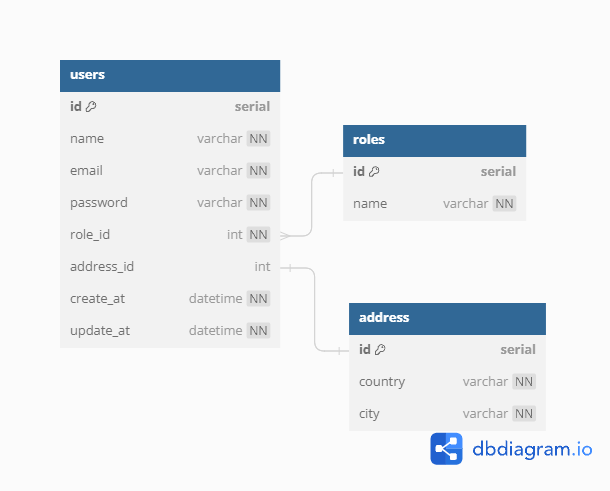 users
id serial
name varchar NN
email varchar NN
password varchar NN
role_id int NN
address_id int
create_at datetime NN
update_at datetime NN
roles
id serial
name varchar NN
address
id serial
country varchar NN
city varchar NN
dbdiagram.io